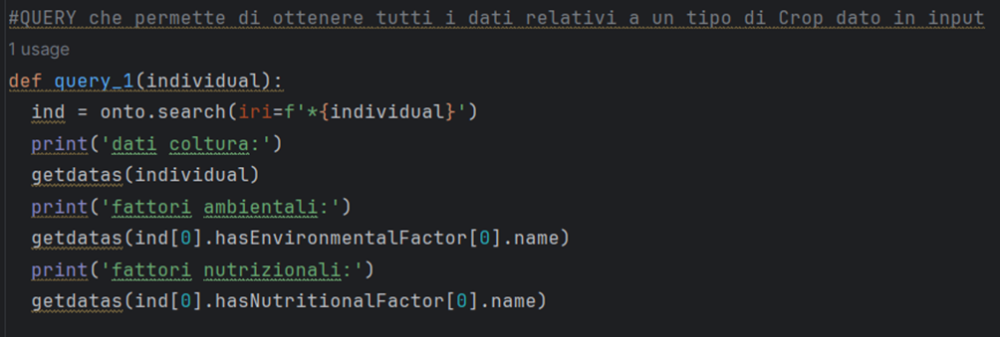 #QUERY che permette di ottenere tutti i dati relativi a un tipo di Crop dato in input
1 usage
def query_1(individual):
  ind = onto.search(iri=f'*{individual}')
  print('dati coltura:')
  getdatas(individual)
  print('fattori ambientali:')
  getdatas(ind[0].hasEnvironmentalFactor[0].name)
  print('fattori nutrizionali:')
  getdatas(ind[0].hasNutritionalFactor[0].name)